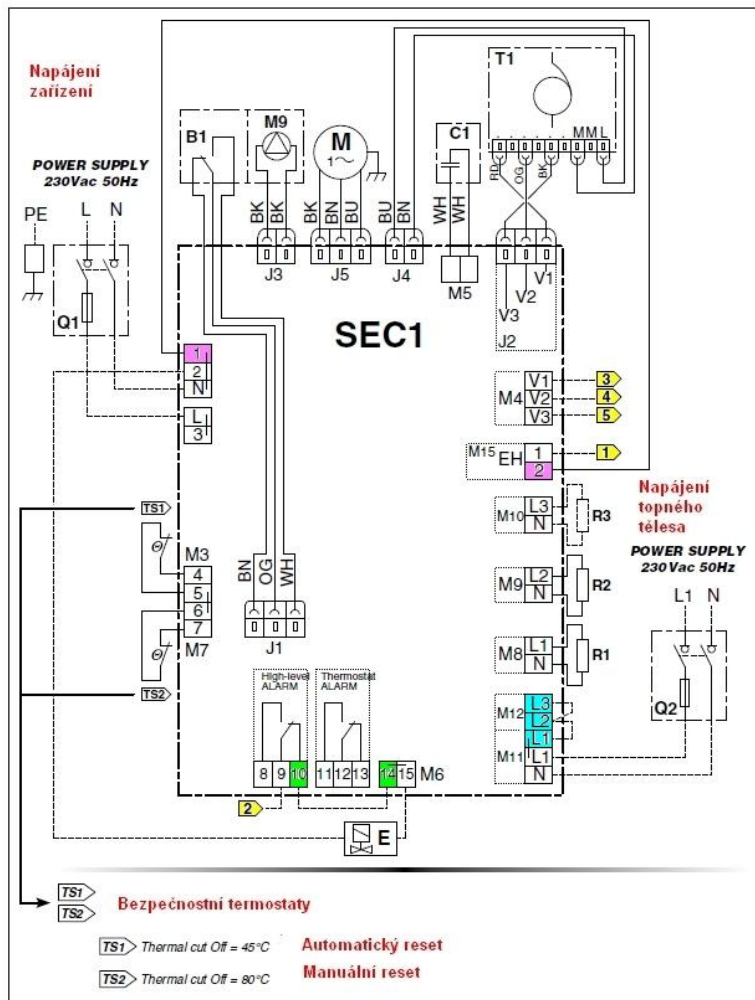 Napájení
zařízení
POWER SUPPLY
230Vac 50Hz
PE
L
N
Q1
B1
M9
M
1~
C1
T1
M M L
RD
OG
BK
BK
BK
BK
BN
BU
BU
BN
WH
WH
J3
J5
J4
M5
V1
V2
V3
J2
SEC1
1
2
N
L
3
M4
V1
V2
V3
3
4
5
M15
EH
1
2
1
M10
L3
N
R3
M9
L2
N
R2
M8
L1
N
R1
M12
L3
L2
L1
M11
L1
N
Napájení
topného
tělesa
POWER SUPPLY
230Vac 50Hz
L1
N
Q2
TS1
Θ
M3
4
5
6
7
M7
Θ
TS2
BN
OG
WH
J1
High-level
ALARM
Thermostat
ALARM
8 9 10 11 12 13 14 15 M6
2
E
TS1
TS2
Bezpečnostní termostaty
TS1 Thermal cut Off = 45°C Automatický reset
TS2 Thermal cut Off = 80°C Manuální reset